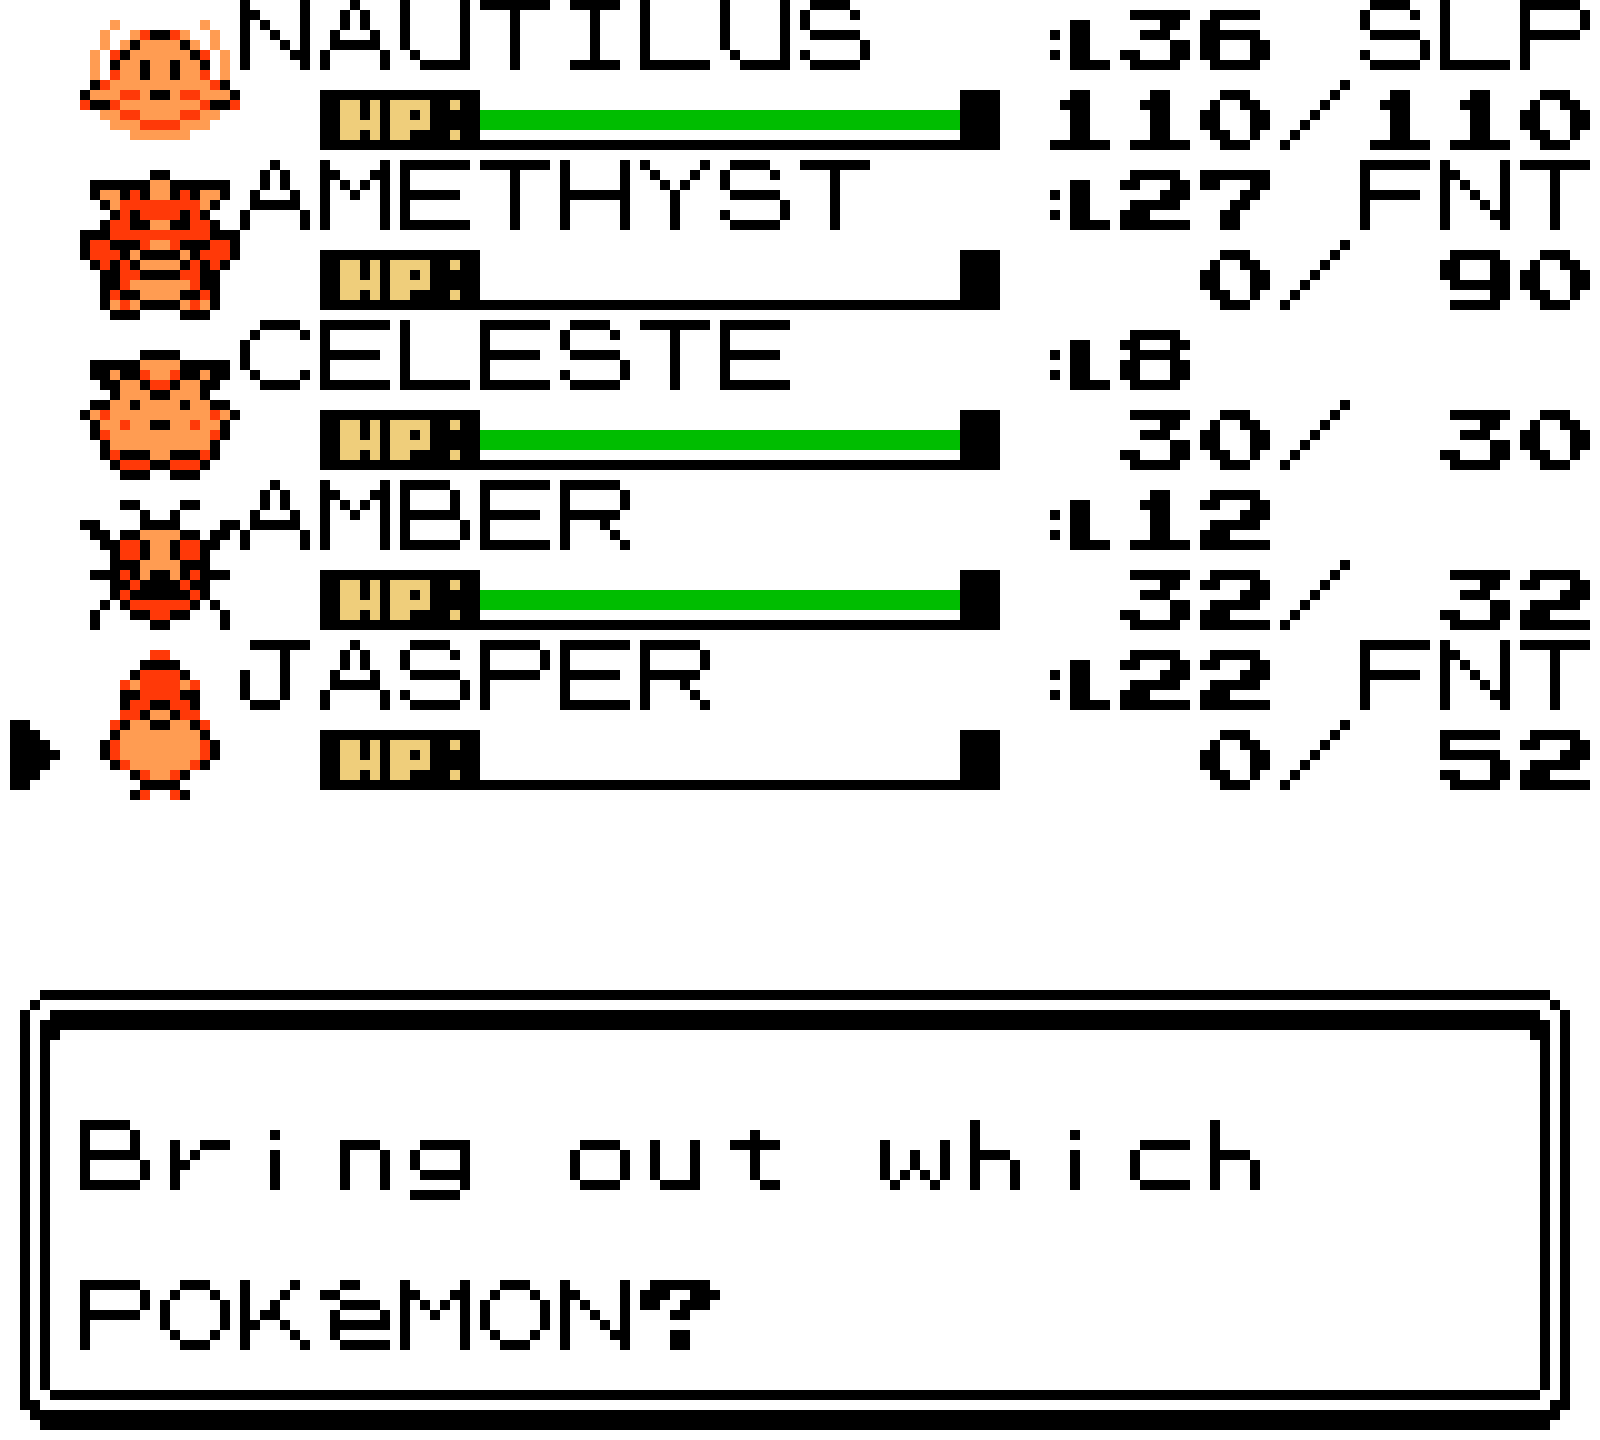 NAUTILUS :L36 SLP
HP: 110/110
AMETHYST :L27 FNT
HP: 0/ 90
CELESTE :L8
HP: 30/ 30
AMBER :L12
HP: 32/ 32
JASPER :L22 FNT
HP: 0/ 52
Bring out which
POKéMON?